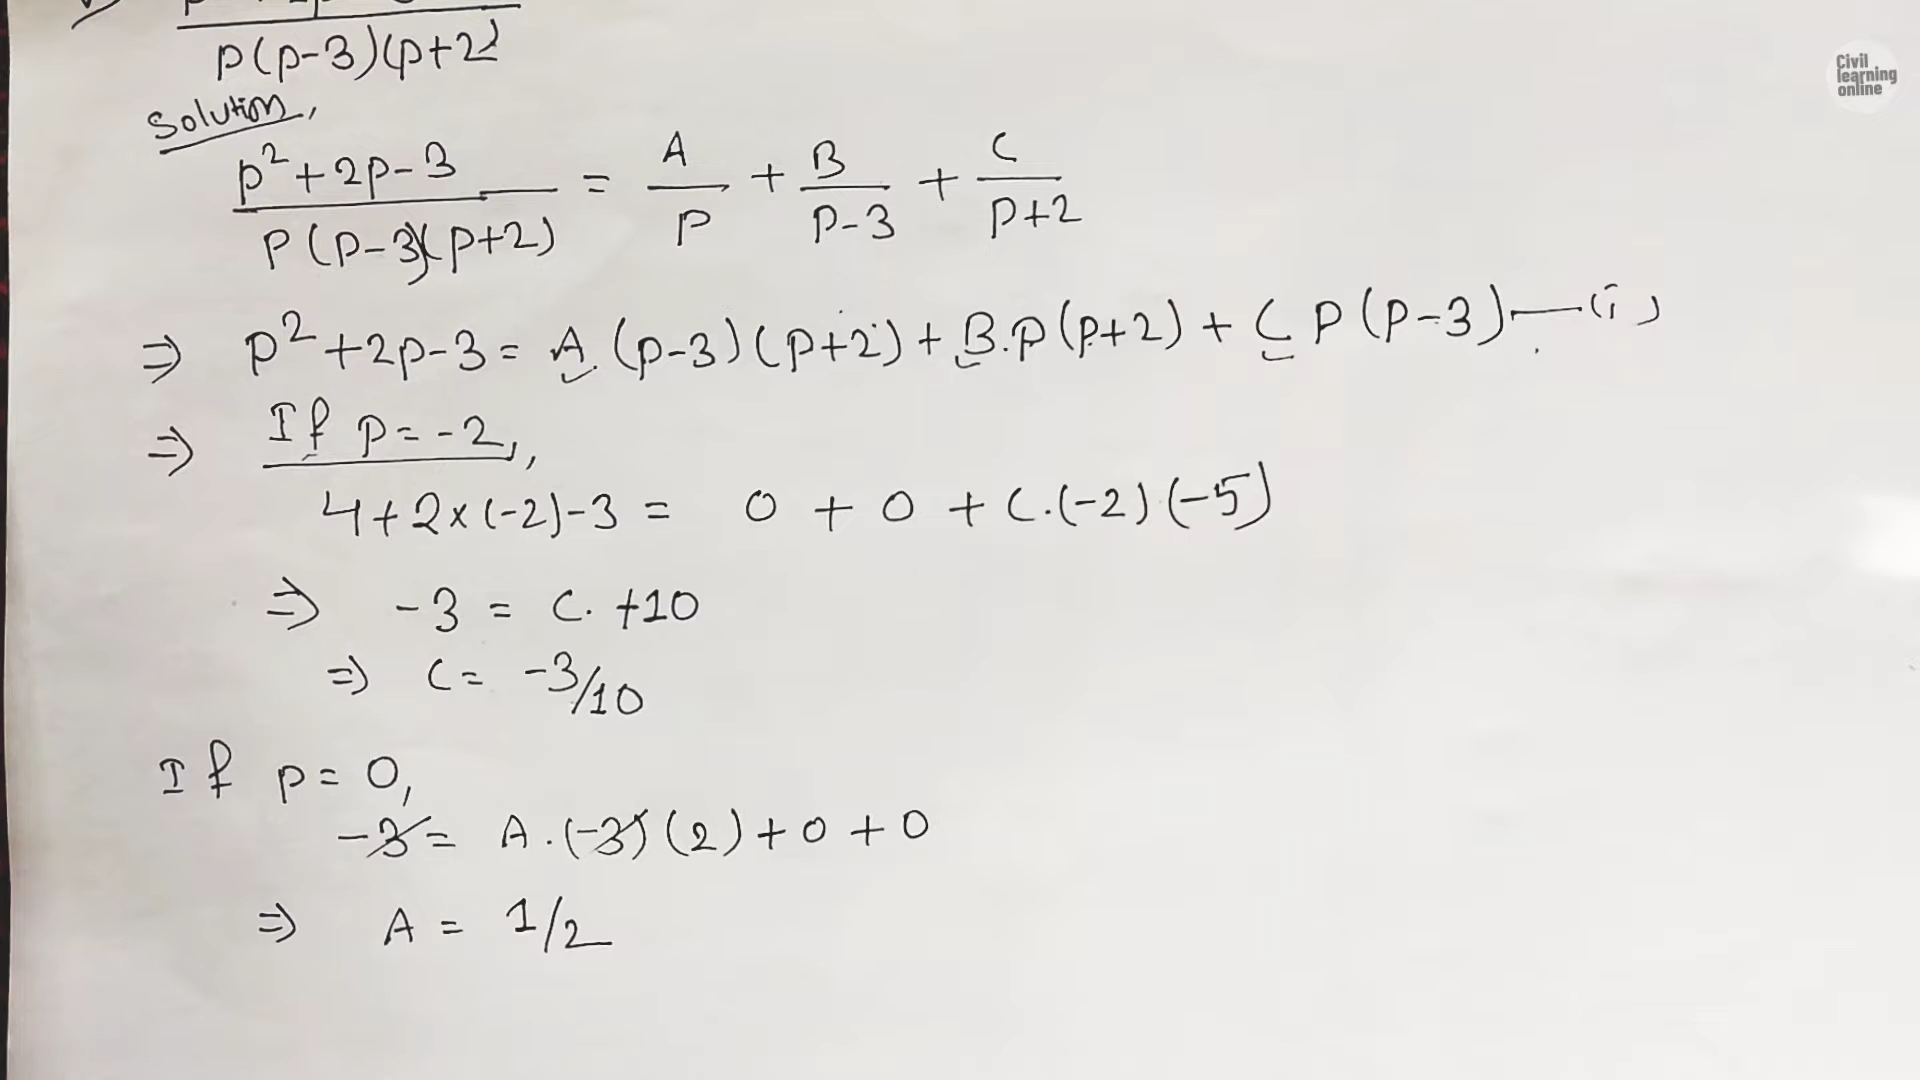 p(p-3)(p+2)
Solution,
p²+2p-3 / P(p-3)(p+2) = A/P + B/P-3 + C/P+2
⇒ p²+2p-3 = A.(p-3)(p+2) + B.p(p+2) + C P(P-3) —(i)
⇒ If p=-2,
4+2×(-2)-3 = 0 + 0 + C.(-2)(-5)
⇒ -3 = C. +10
⇒ C = -3/10
If p=0,
-3 = A.(-3)(2)+0+0
⇒ A = 1/2
Civil
learning
online